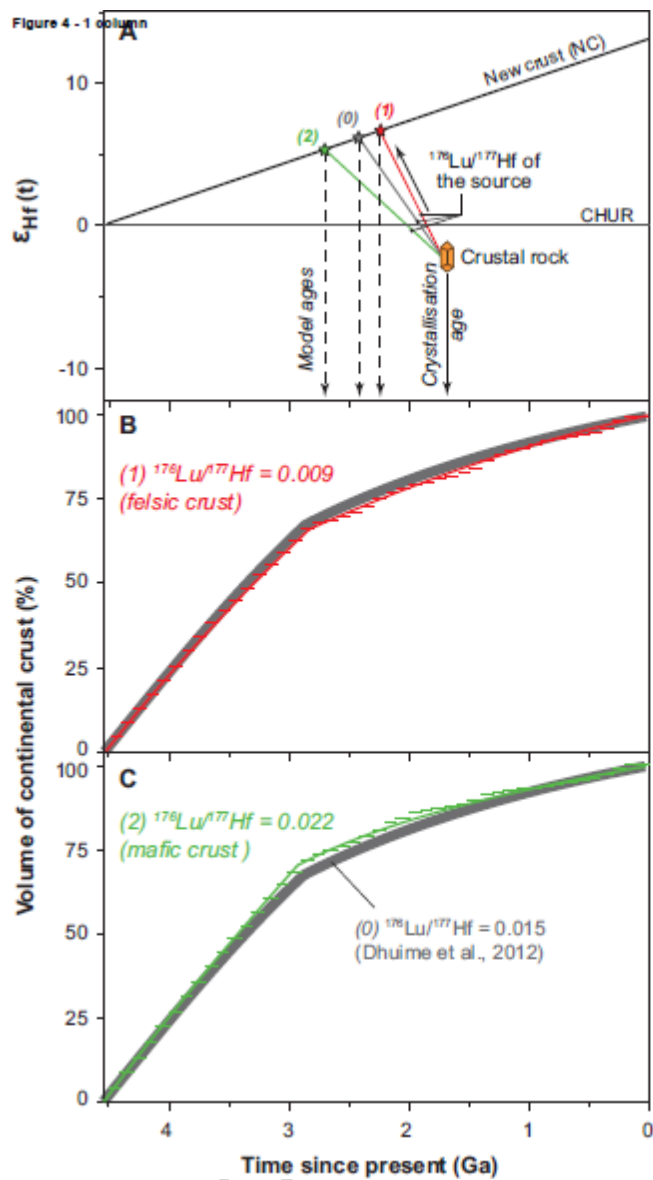 Figure 4 - 1 column
A
New crust (NC)
10
(2)
(0)
(1)
¹⁷⁶Lu/¹⁷⁷Hf of
the source
εHf (t)
0
CHUR
Crustal rock
Model ages
Crystallisation
age
-10
100
B
(1) ¹⁷⁶Lu/¹⁷⁷Hf = 0.009
(felsic crust)
75
50
25
0
Volume of continental crust (%)
100
C
(2) ¹⁷⁶Lu/¹⁷⁷Hf = 0.022
(mafic crust )
75
(0) ¹⁷⁶Lu/¹⁷⁷Hf = 0.015
(Dhuime et al., 2012)
50
25
0
4 3 2 1 0
Time since present (Ga)